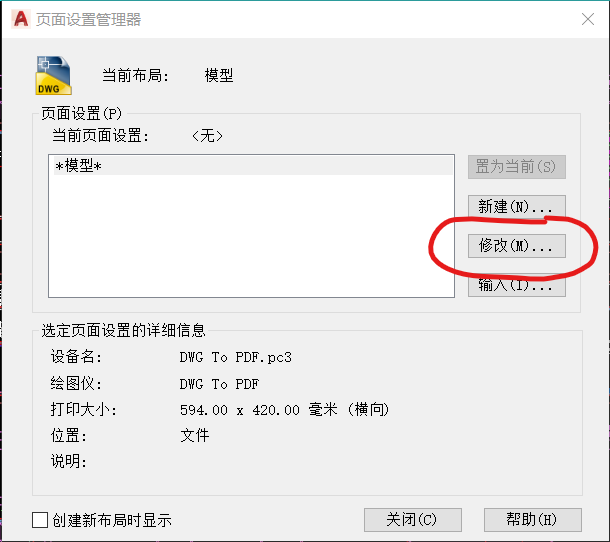 A 页面设置管理器
DWG
当前布局: 模型
页面设置(P)
当前页面设置: <无>
*模型*
置为当前(S)
新建(N)...
修改(M)...
输入(I)...
选定页面设置的详细信息
设备名: DWG To PDF.pc3
绘图仪: DWG To PDF
打印大小: 594.00 x 420.00 毫米 (横向)
位置: 文件
说明:
创建新布局时显示
关闭(C)
帮助(H)